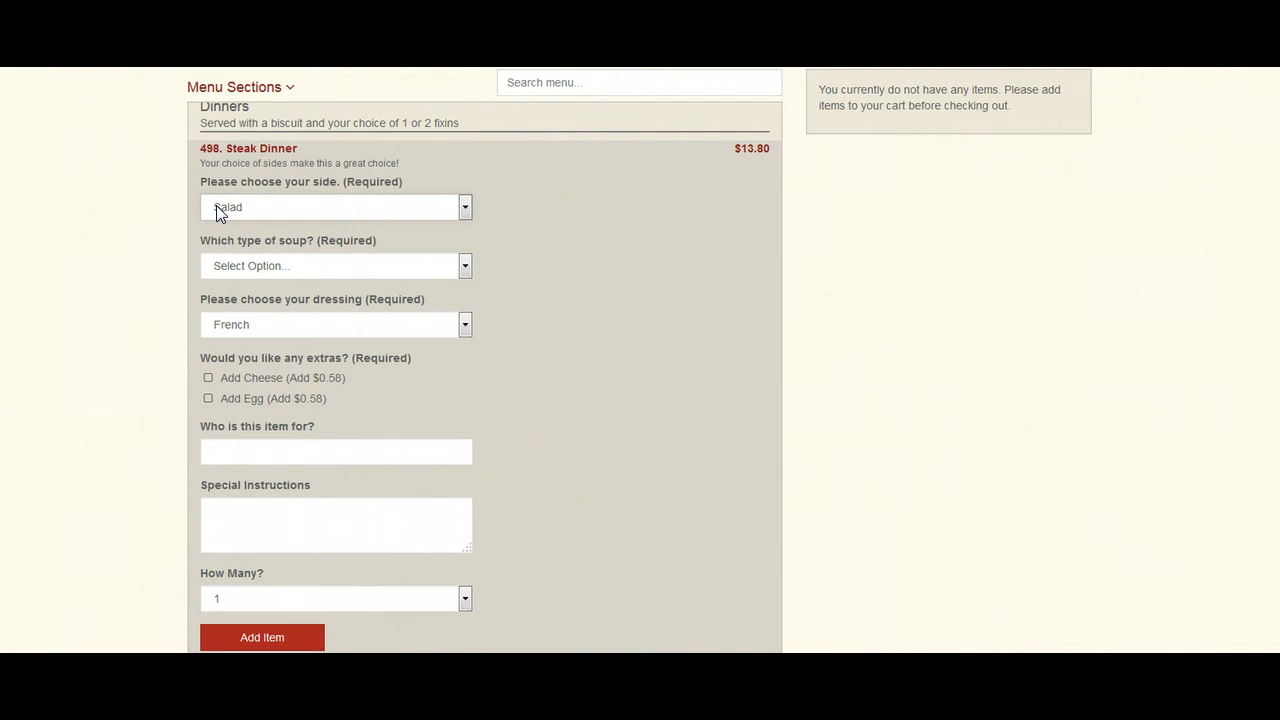 Menu Sections
Search menu...
You currently do not have any items. Please add
items to your cart before checking out.
Dinners
Served with a biscuit and your choice of 1 or 2 fixins
498. Steak Dinner $13.80
Your choice of sides make this a great choice!
Please choose your side. (Required)
Salad
Which type of soup? (Required)
Select Option...
Please choose your dressing (Required)
French
Would you like any extras? (Required)
Add Cheese (Add $0.58)
Add Egg (Add $0.58)
Who is this item for?
Special Instructions
How Many?
1
Add Item